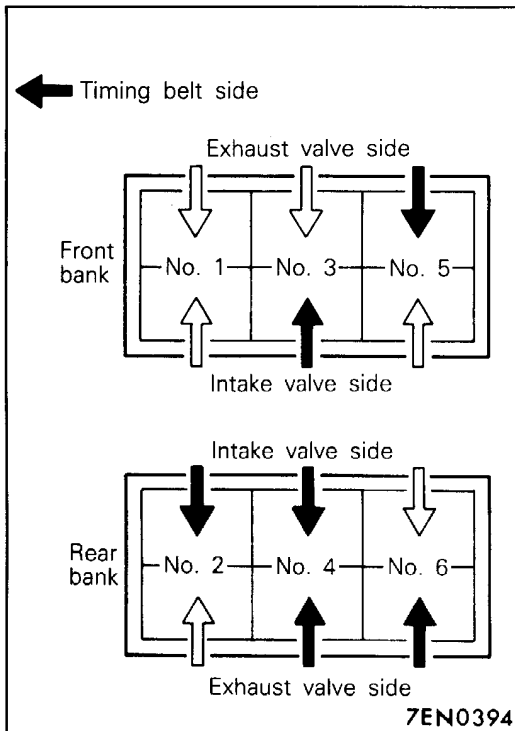 Timing belt side
Exhaust valve side
Front
bank
No. 1 No. 3 No. 5
Intake valve side
Intake valve side
Rear
bank
No. 2 No. 4 No. 6
Exhaust valve side
7EN0394